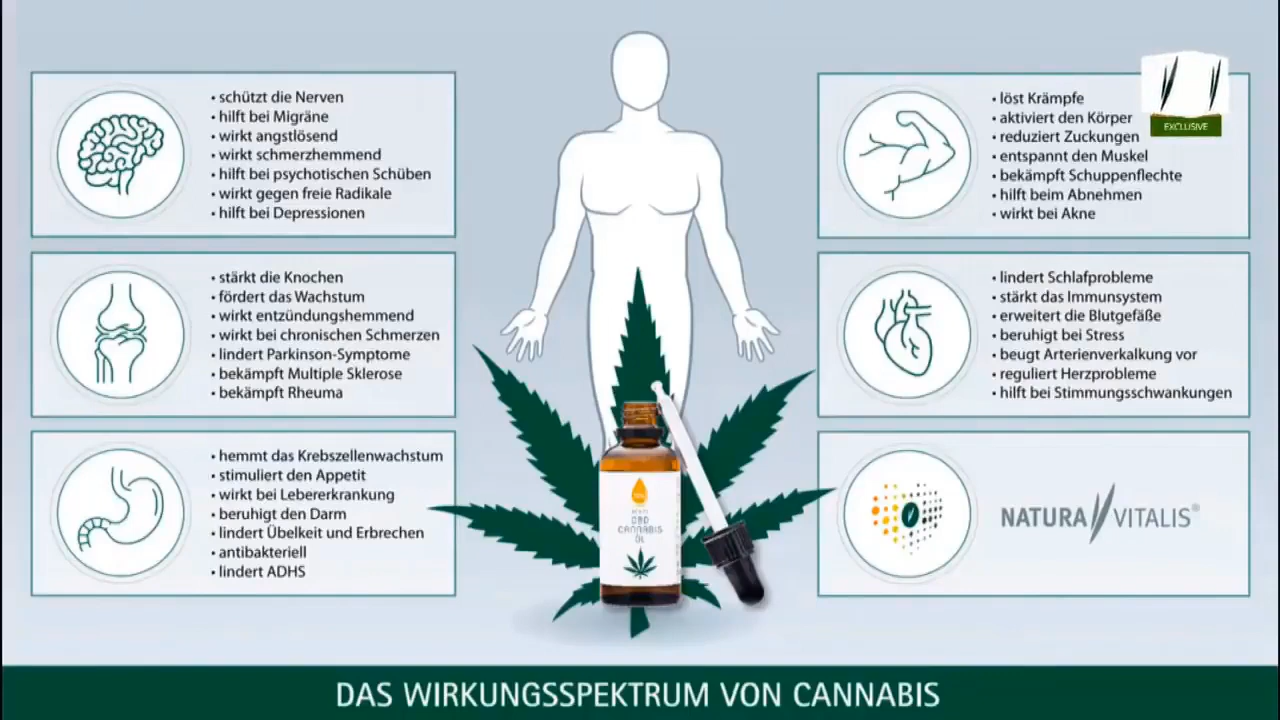 • schützt die Nerven
• hilft bei Migräne
• wirkt angstlösend
• wirkt schmerzhemmend
• hilft bei psychotischen Schüben
• wirkt gegen freie Radikale
• hilft bei Depressionen
• stärkt die Knochen
• fördert das Wachstum
• wirkt entzündungshemmend
• wirkt bei chronischen Schmerzen
• lindert Parkinson-Symptome
• bekämpft Multiple Sklerose
• bekämpft Rheuma
• hemmt das Krebszellenwachstum
• stimuliert den Appetit
• wirkt bei Lebererkrankung
• beruhigt den Darm
• lindert Übelkeit und Erbrechen
• antibakteriell
• lindert ADHS
CBD
CANNABIS
ÖL
• löst Krämpfe
• aktiviert den Körper
• reduziert Zuckungen
• entspannt den Muskel
• bekämpft Schuppenflechte
• hilft beim Abnehmen
• wirkt bei Akne
EXCLUSIVE
• lindert Schlafprobleme
• stärkt das Immunsystem
• erweitert die Blutgefäße
• beruhigt bei Stress
• beugt Arterienverkalkung vor
• reguliert Herzprobleme
• hilft bei Stimmungsschwankungen
NATURA VITALIS®
DAS WIRKUNGSSPEKTRUM VON CANNABIS